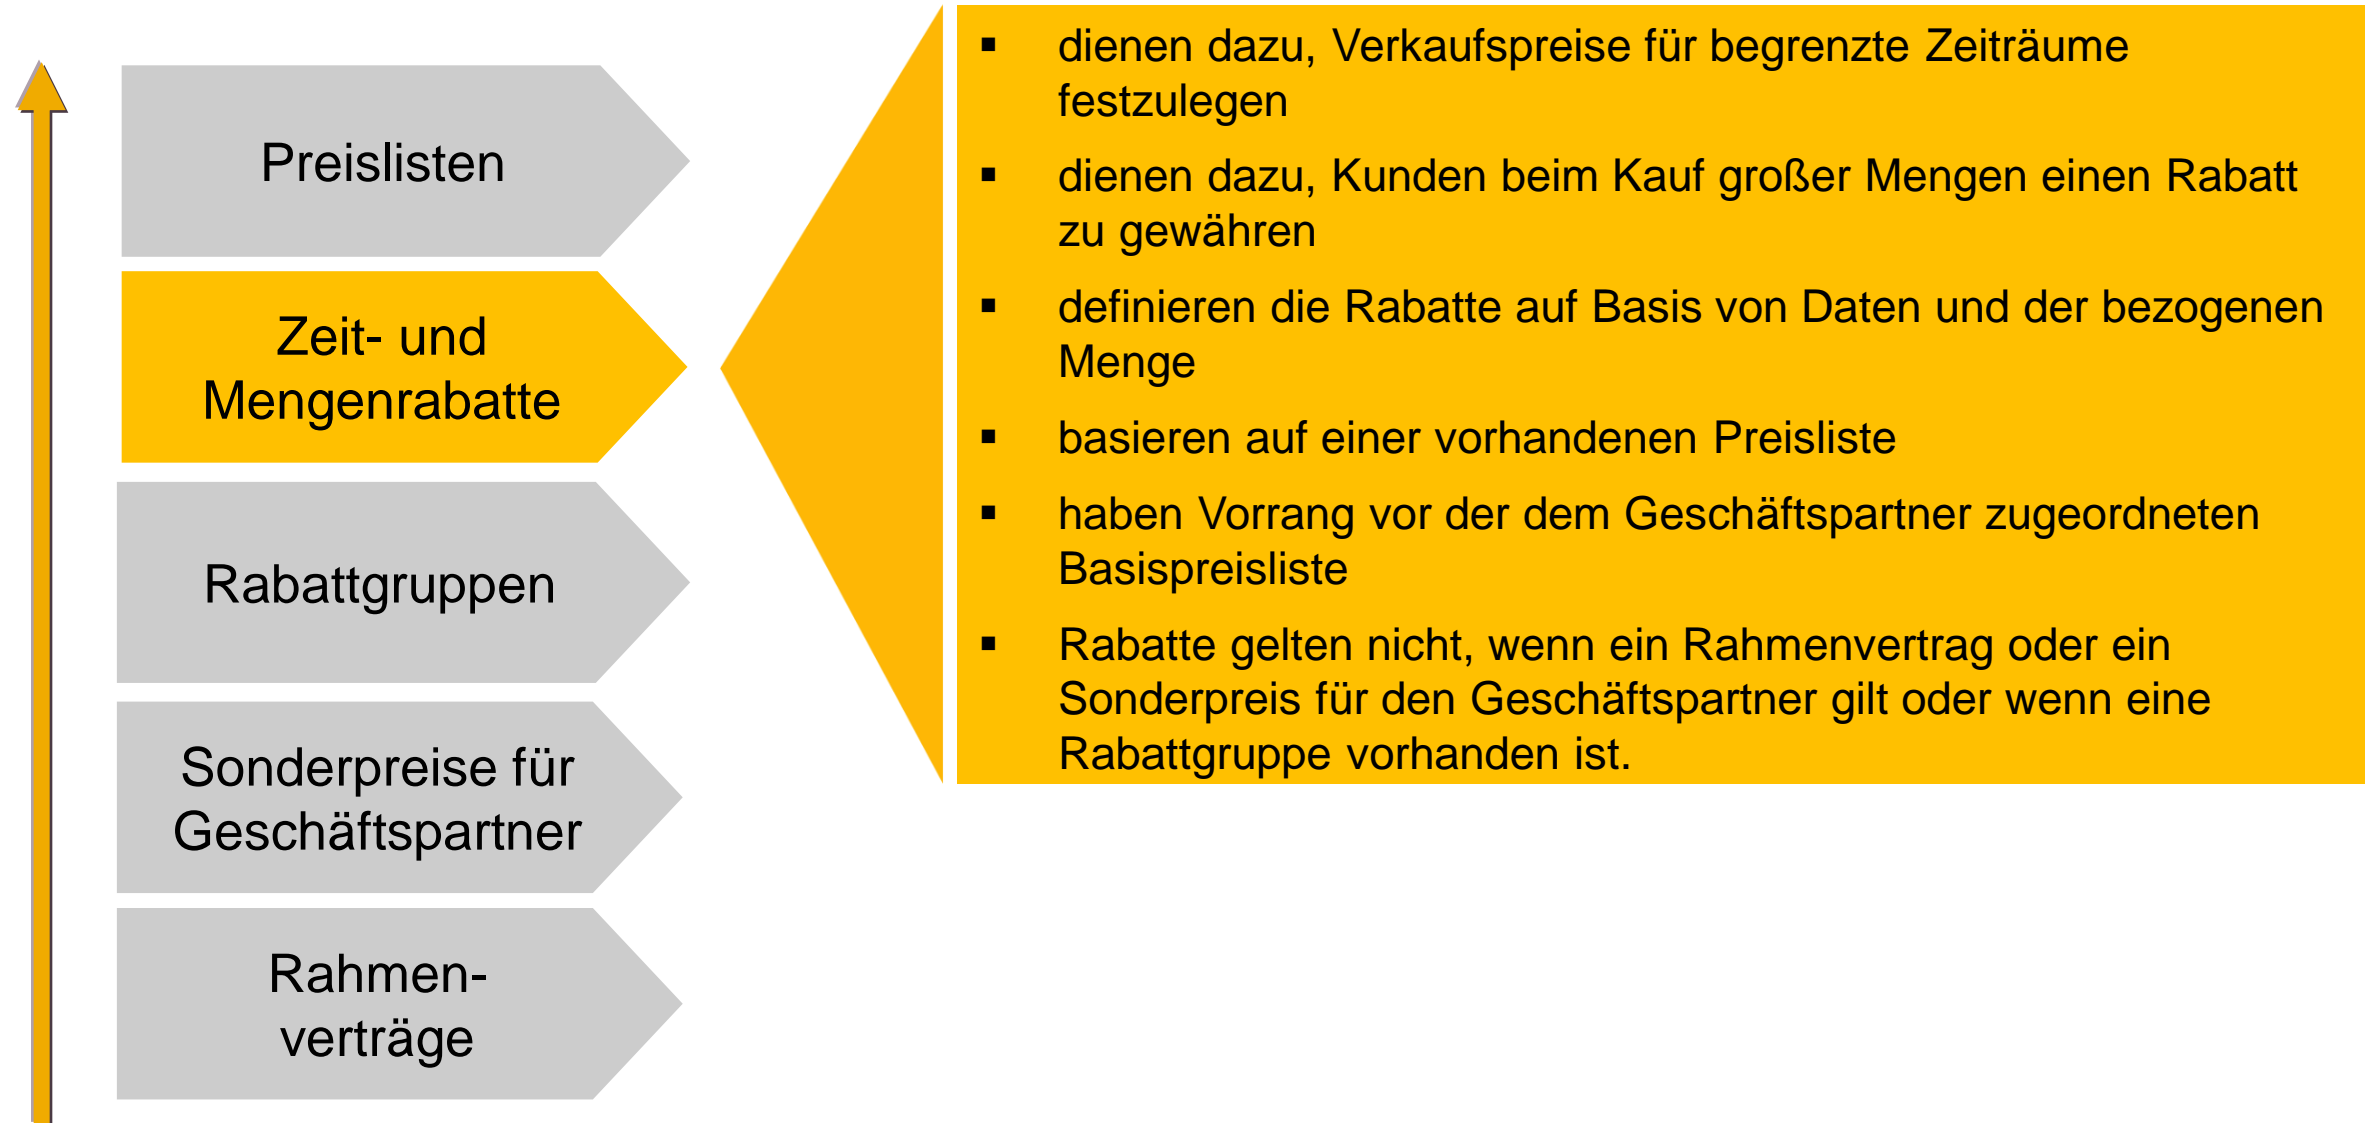 Preislisten
Zeit- und
Mengenrabatte
Rabattgruppen
Sonderpreise für
Geschäftspartner
Rahmen-
verträge
▪ dienen dazu, Verkaufspreise für begrenzte Zeiträume
festzulegen
▪ dienen dazu, Kunden beim Kauf großer Mengen einen Rabatt
zu gewähren
▪ definieren die Rabatte auf Basis von Daten und der bezogenen
Menge
▪ basieren auf einer vorhandenen Preisliste
▪ haben Vorrang vor der dem Geschäftspartner zugeordneten
Basispreisliste
▪ Rabatte gelten nicht, wenn ein Rahmenvertrag oder ein
Sonderpreis für den Geschäftspartner gilt oder wenn eine
Rabattgruppe vorhanden ist.